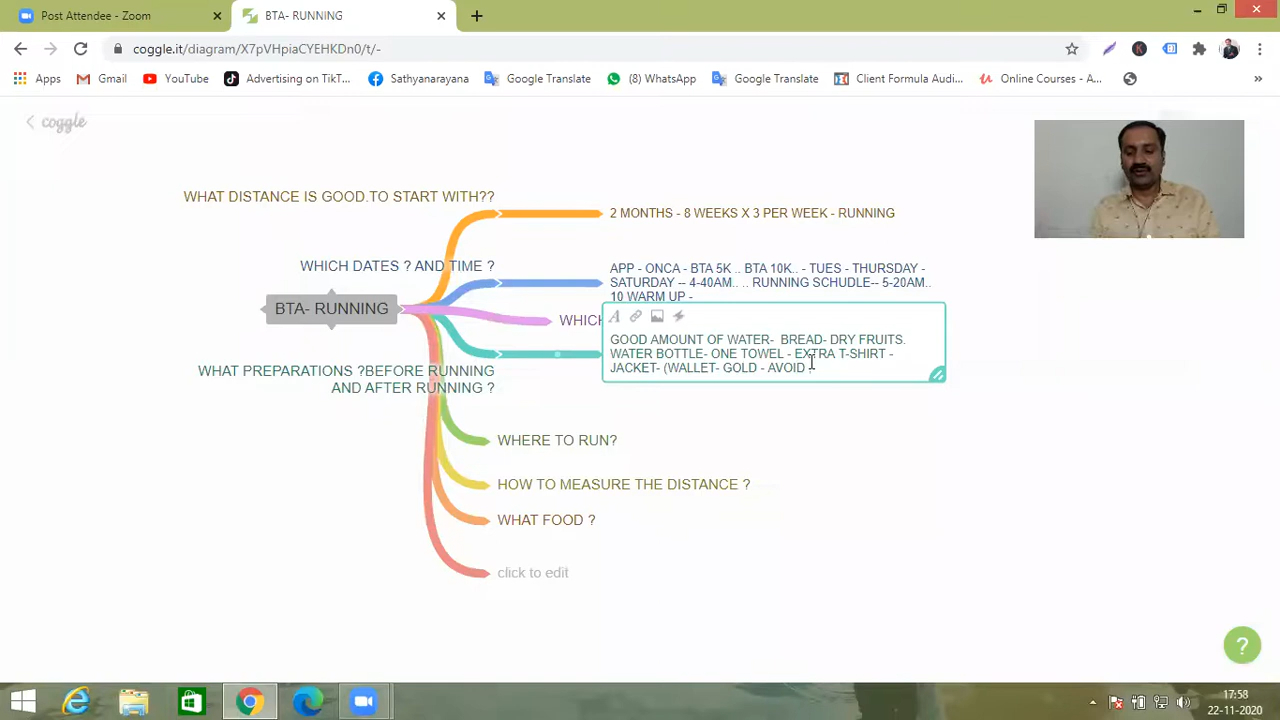 Post Attendee - Zoom
BTA- RUNNING
coggle.it/diagram/X7pVHpiaCYEHKDn0/t/-
Apps
Gmail
YouTube
Advertising on TikT...
Sathyanarayana
Google Translate
(8) WhatsApp
Google Translate
Client Formula Audi...
Online Courses - A...
coggle
WHAT DISTANCE IS GOOD.TO START WITH??
2 MONTHS - 8 WEEKS X 3 PER WEEK - RUNNING
WHICH DATES ? AND TIME ?
APP - ONCA - BTA 5K .. BTA 10K.. - TUES - THURSDAY -
SATURDAY -- 4-40AM.. .. RUNNING SCHUDLE-- 5-20AM..
10 WARM UP -
BTA- RUNNING
WHICH
GOOD AMOUNT OF WATER- BREAD- DRY FRUITS.
WATER BOTTLE- ONE TOWEL - EXTRA T-SHIRT -
JACKET- (WALLET- GOLD - AVOID
WHAT PREPARATIONS ?BEFORE RUNNING
AND AFTER RUNNING ?
WHERE TO RUN?
HOW TO MEASURE THE DISTANCE ?
WHAT FOOD ?
click to edit
?
17:58
22-11-2020